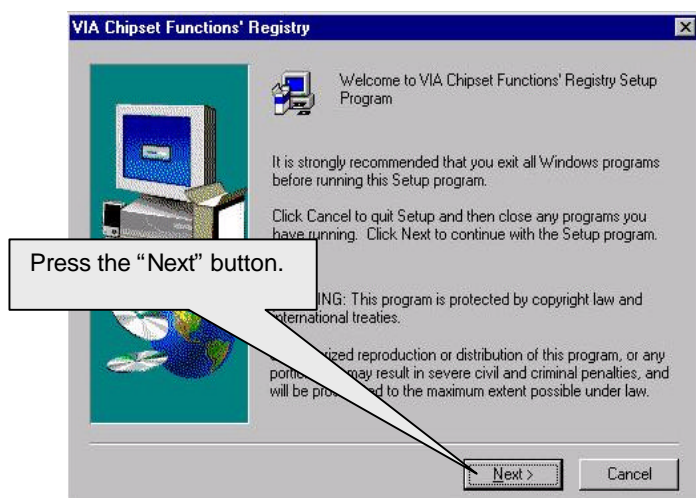 VIA Chipset Functions' Registry
Welcome to VIA Chipset Functions' Registry Setup
Program
It is strongly recommended that you exit all Windows programs
before running this Setup program.
Click Cancel to quit Setup and then close any programs you
have running. Click Next to continue with the Setup program.
Press the “Next” button.
ING: This program is protected by copyright law and
international treaties.
rized reproduction or distribution of this program, or any
may result in severe civil and criminal penalties, and
will be ed to the maximum extent possible under law.
Next >
Cancel